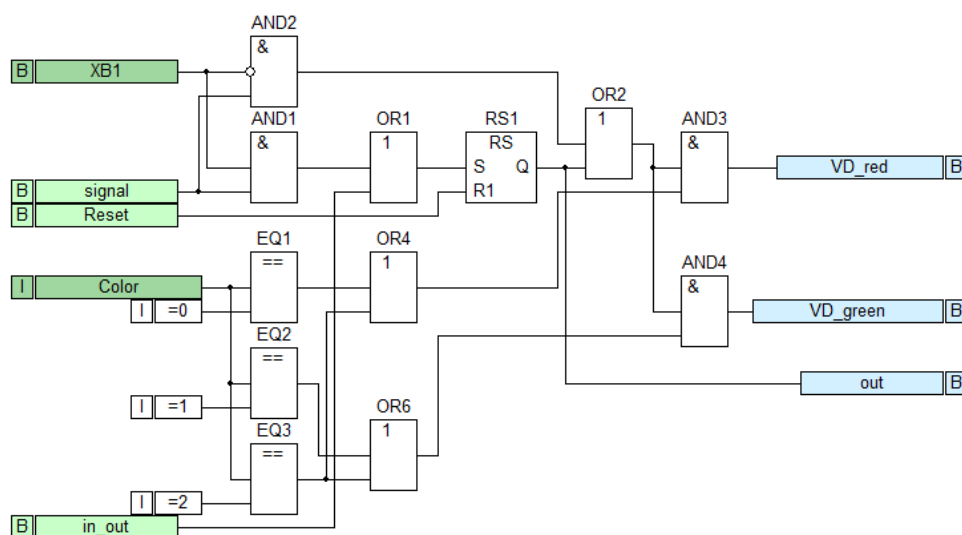 AND2
&
B XB1
OR2
1
AND1
&
OR1
1
RS1
RS
S Q
R1
AND3
&
VD_red B
B signal
B Reset
EQ1
==
OR4
1
AND4
&
I Color
I =0
VD_green B
EQ2
==
out B
I =1
OR6
1
EQ3
==
I =2
B in_out